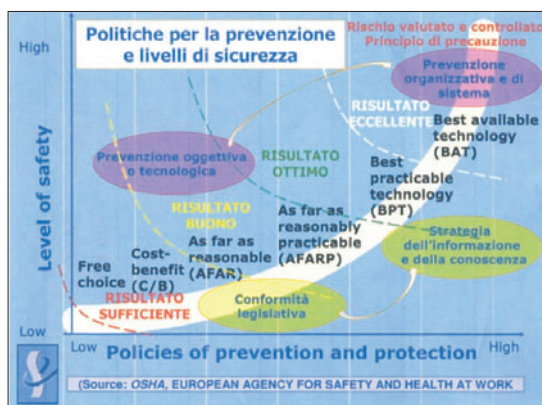 Politiche per la prevenzione
e livelli di sicurezza
Rischio valutato e controllato
Principio di precauzione
High
Prevenzione
organizzativa e di
sistema
RISULTATO
ECCELLENTE
Best available
technology
(BAT)
Prevenzione oggettiva
o tecnologica
RISULTATO
OTTIMO
Best
practicable
technology
(BPT)
Level of safety
RISULTATO
BUONO
As far as
reasonably
practicable
(AFARP)
Strategia
dell'informazione
e della conoscenza
As far as
reasonable
(AFAR)
Cost-
benefit
(C/B)
Free
choice
RISULTATO
SUFFICIENTE
Conformità
legislativa
Low
Low
Policies of prevention and protection
High
(Source: OSHA, EUROPEAN AGENCY FOR SAFETY AND HEALTH AT WORK